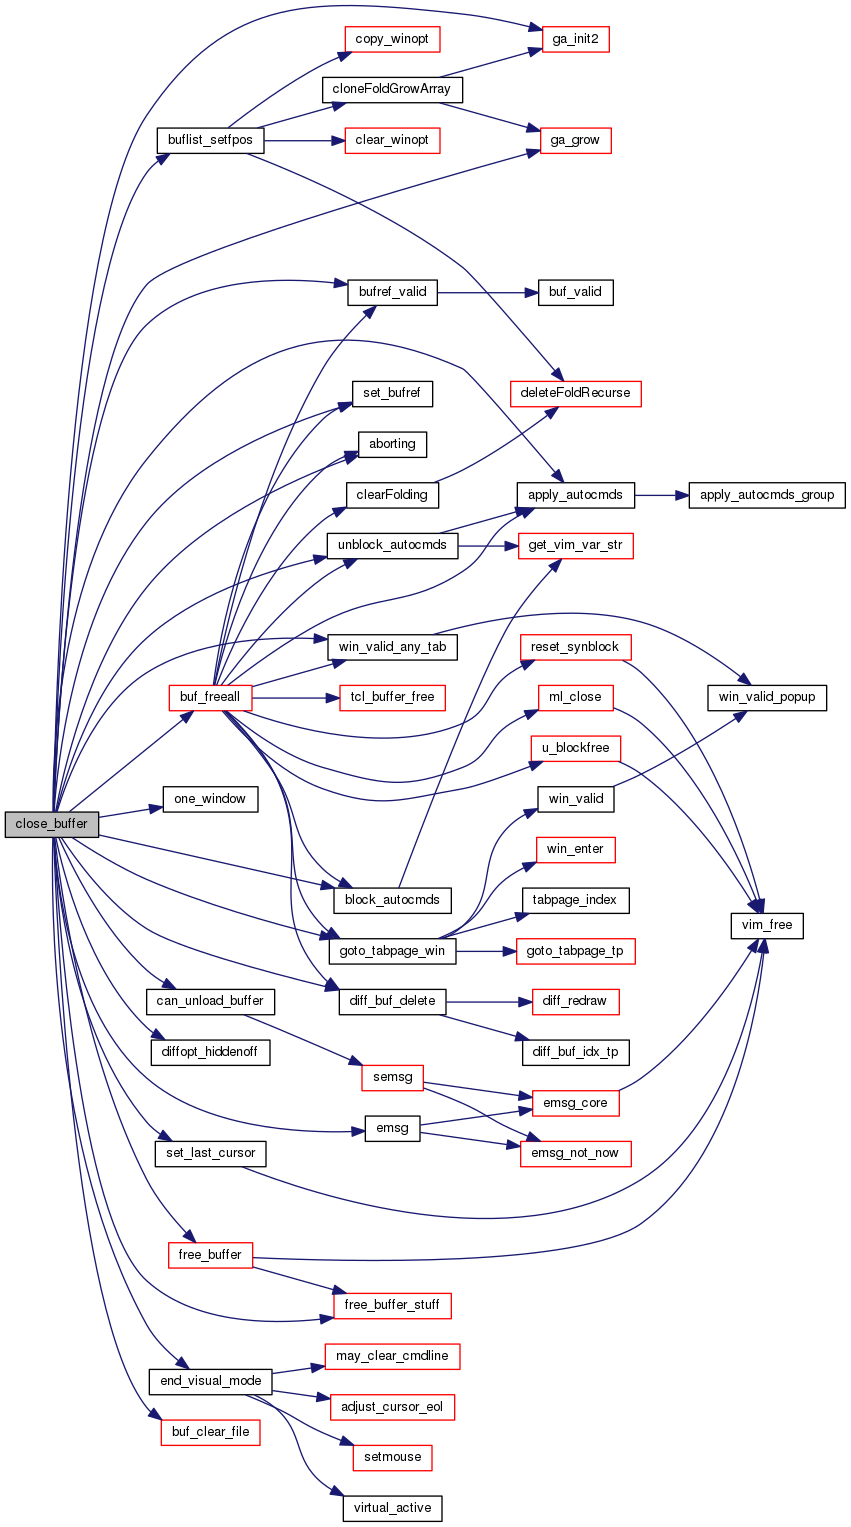 copy_winopt
ga_init2
cloneFoldGrowArray
buflist_setfpos
clear_winopt
ga_grow
bufref_valid
buf_valid
set_bufref
deleteFoldRecurse
aborting
clearFolding
apply_autocmds
apply_autocmds_group
unblock_autocmds
get_vim_var_str
win_valid_any_tab
reset_synblock
buf_freeall
tcl_buffer_free
ml_close
win_valid_popup
u_blockfree
one_window
win_valid
close_buffer
win_enter
block_autocmds
tabpage_index
vim_free
goto_tabpage_win
goto_tabpage_tp
can_unload_buffer
diff_buf_delete
diff_redraw
diffopt_hiddenoff
diff_buf_idx_tp
semsg
emsg_core
emsg
set_last_cursor
emsg_not_now
free_buffer
free_buffer_stuff
may_clear_cmdline
end_visual_mode
adjust_cursor_eol
buf_clear_file
setmouse
virtual_active